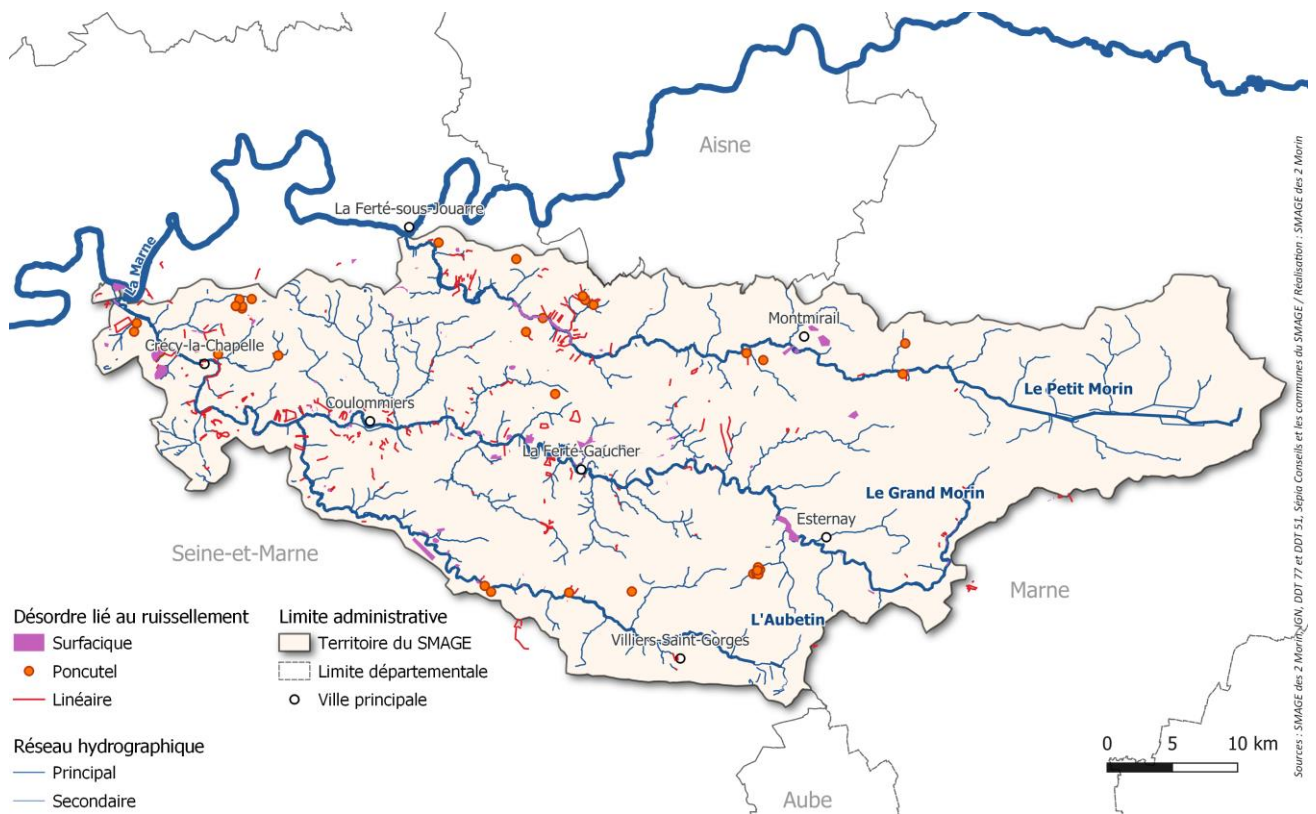 Aisne
La Ferté-sous-Jouarre
La Marne
Montmirail
Crécy-la-Chapelle
Le Petit Morin
Coulommiers
La Ferté-Gaucher
Le Grand Morin
Esternay
Seine-et-Marne
Marne
L'Aubetin
Villiers-Saint-Gorges
Aube
Désordre lié au ruissellement
Surfacique
Poncutel
Linéaire
Réseau hydrographique
Principal
Secondaire
Limite administrative
Territoire du SMAGE
Limite départementale
Ville principale
0 5 10 km
Sources : SMAGE des 2 Morin, IGN, DDT 77 et DDT 51, Sépia Conseils et les communes du SMAGE / Réalisation : SMAGE des 2 Morin